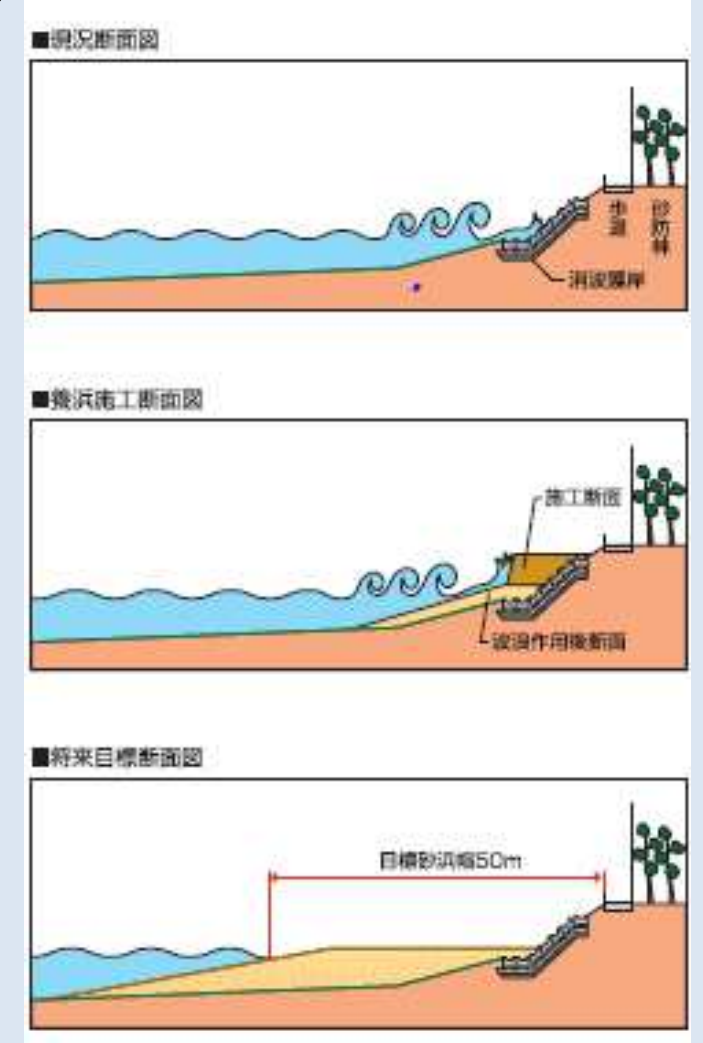 ■現況断面図
歩道
砂防林
消波護岸
■養浜施工断面図
施工断面
波浪作用後断面
■将来目標断面図
目標砂浜幅50m